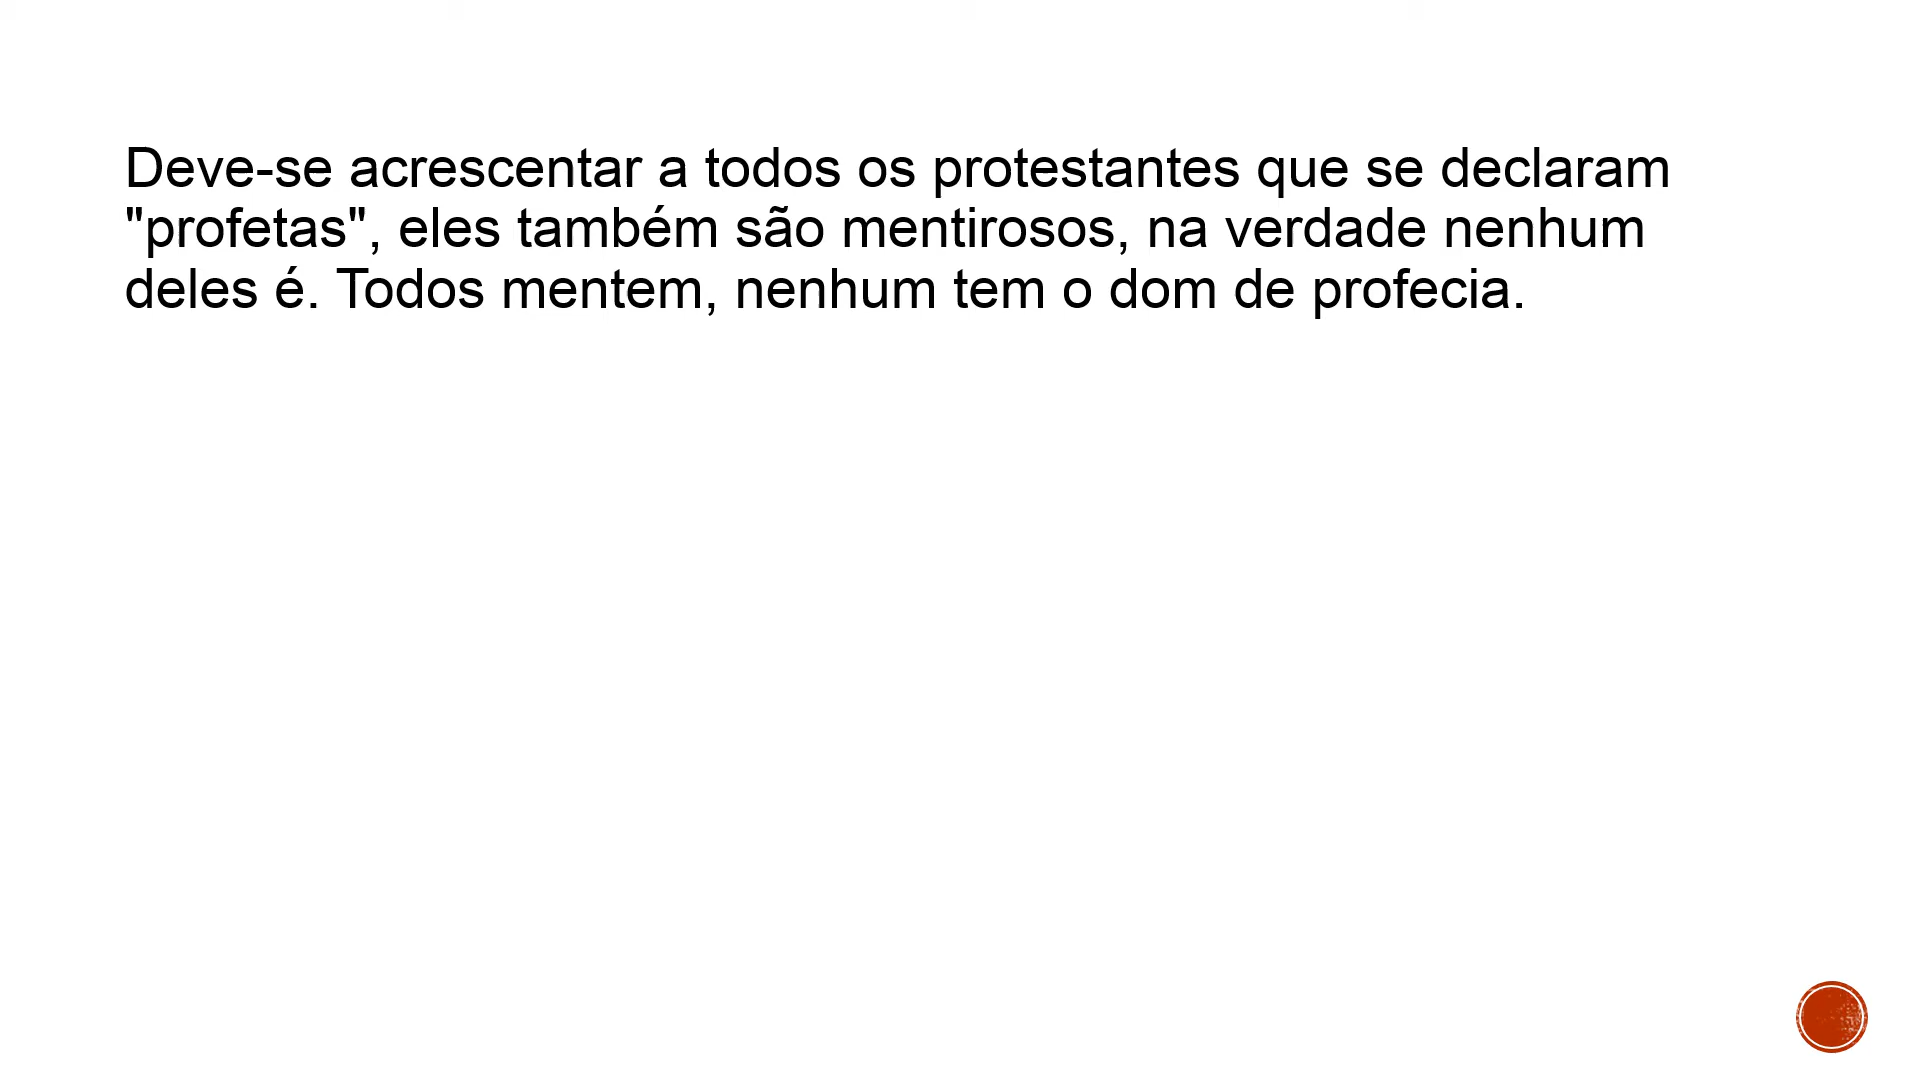 Deve-se acrescentar a todos os protestantes que se declaram
"profetas", eles também são mentirosos, na verdade nenhum
deles é. Todos mentem, nenhum tem o dom de profecia.